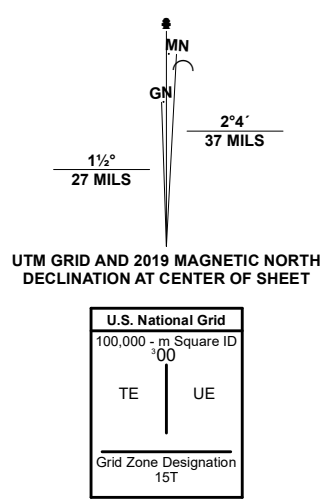 MN
GN
2°4´
37 MILS
1½°
27 MILS
UTM GRID AND 2019 MAGNETIC NORTH
DECLINATION AT CENTER OF SHEET
U.S. National Grid
100,000 - m Square ID
³00
TE UE
Grid Zone Designation
15T